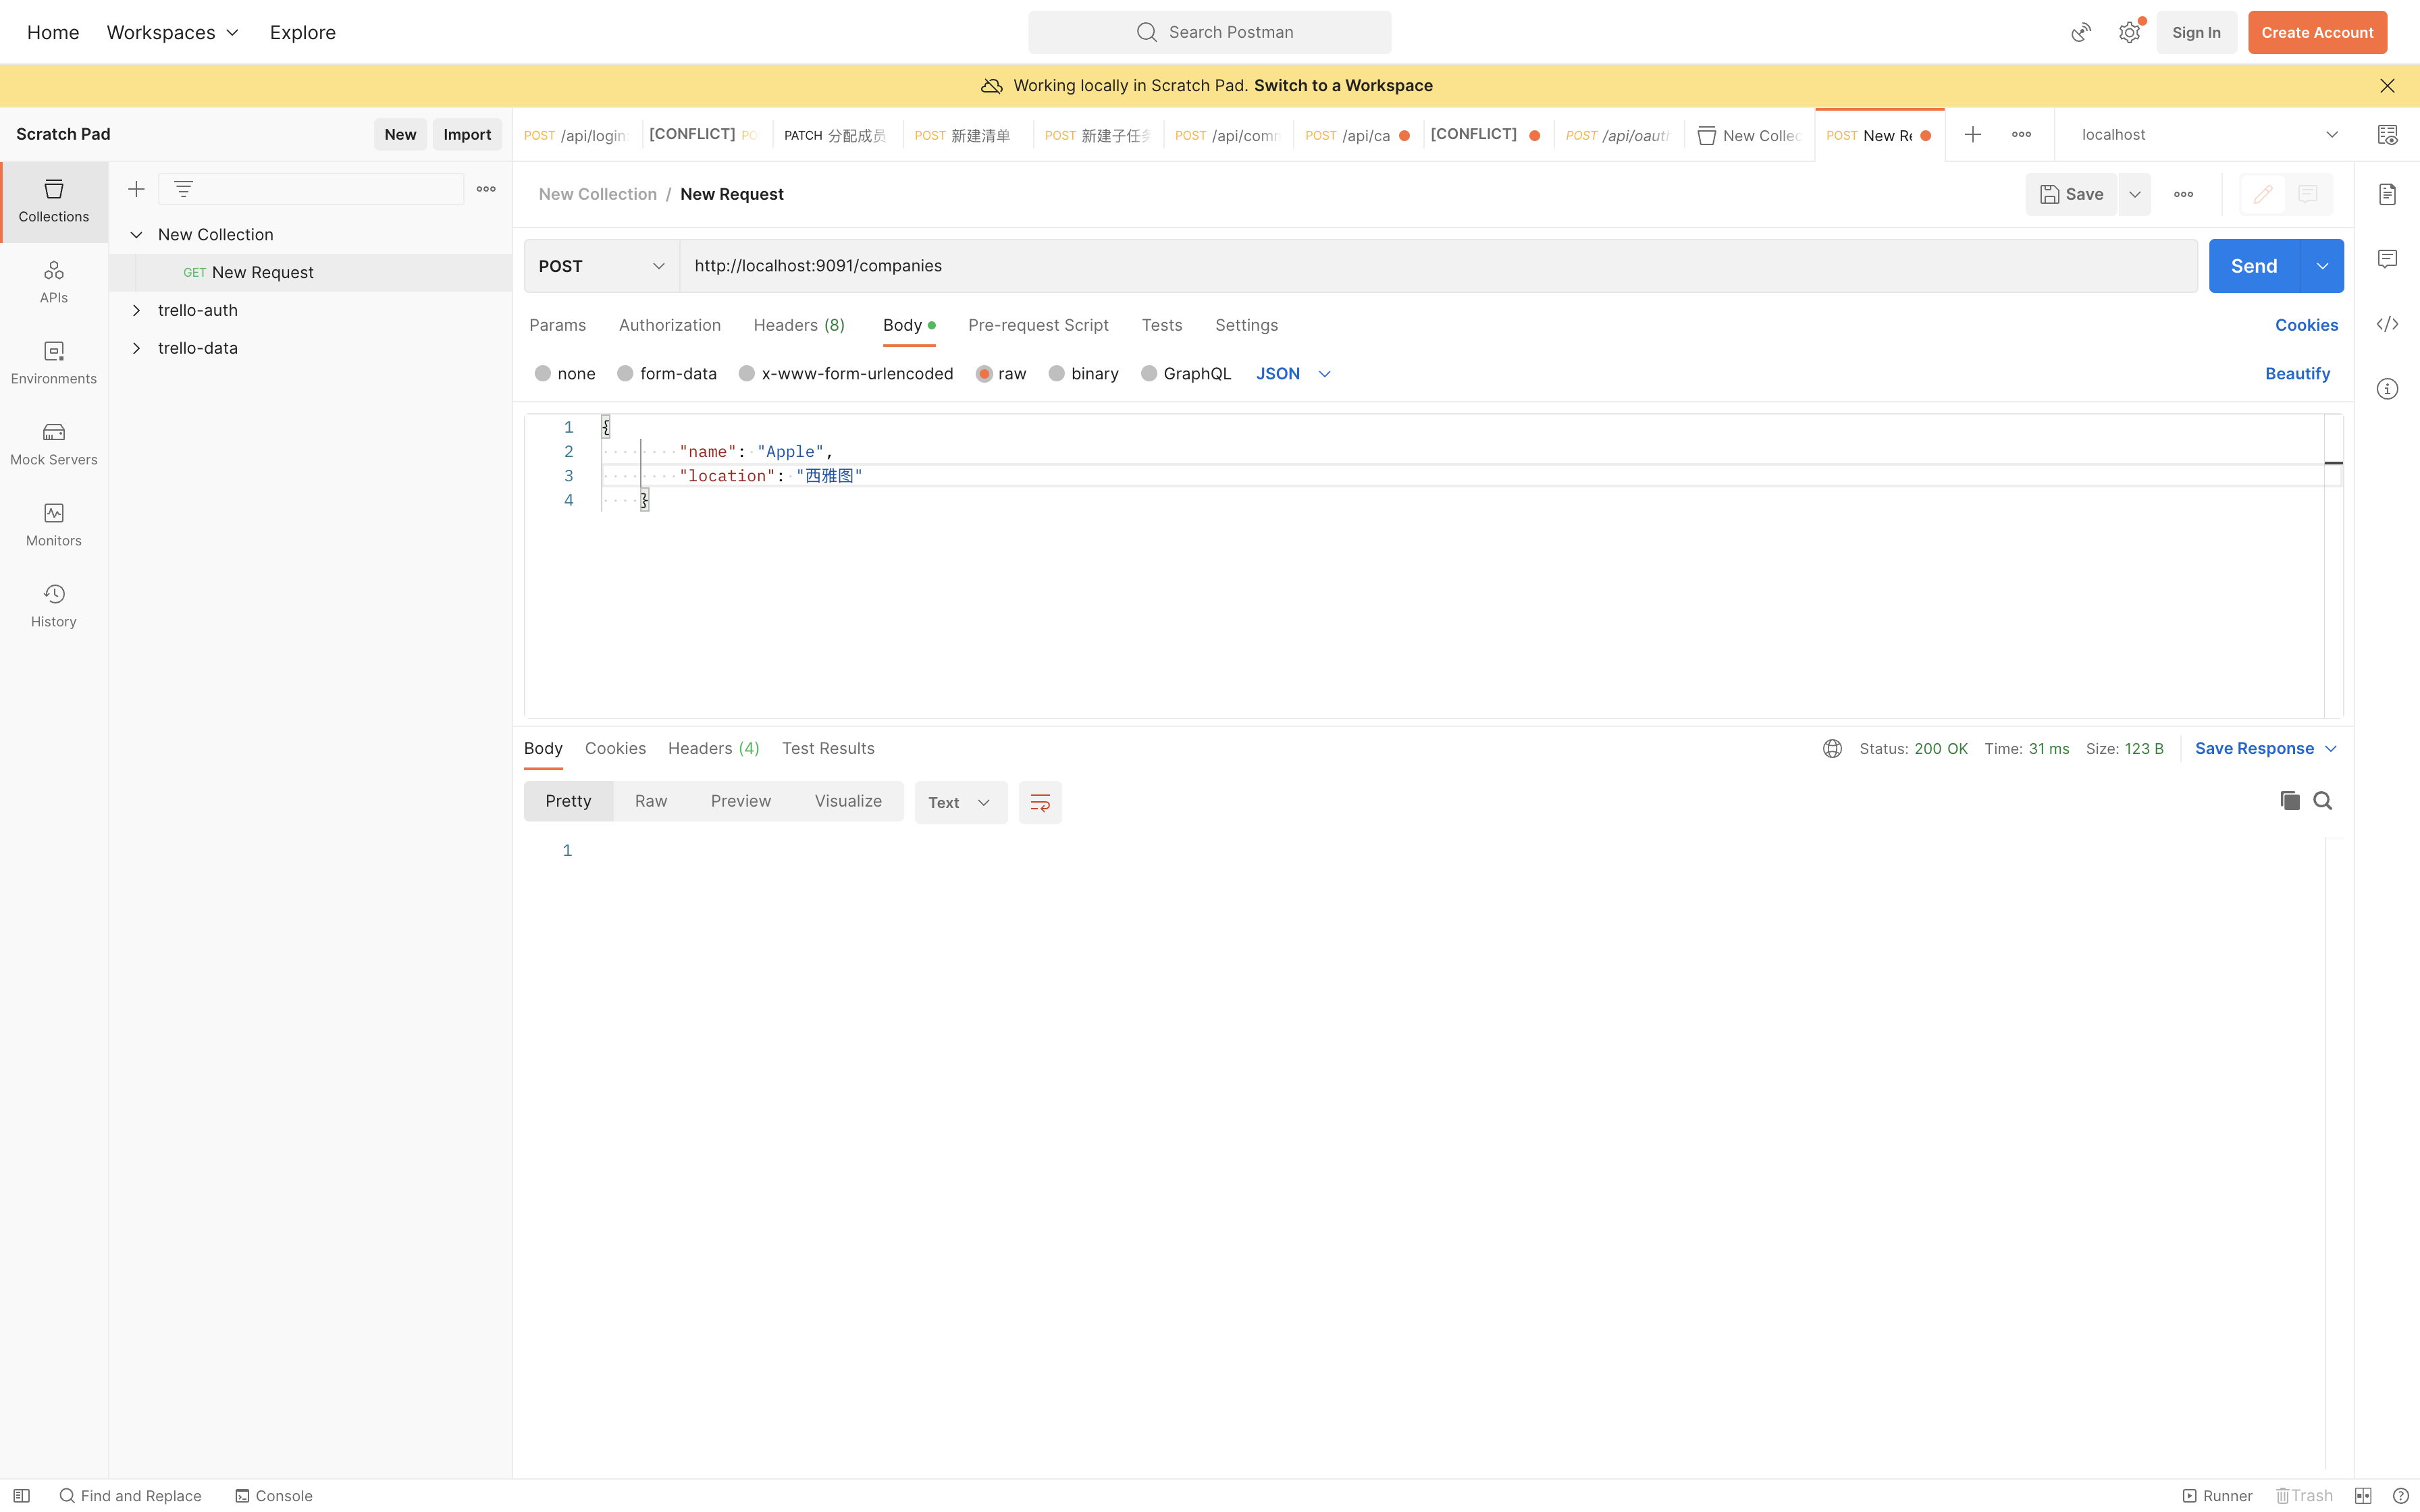 Home Workspaces Explore Search Postman Sign In Create Account
Working locally in Scratch Pad. Switch to a Workspace
Scratch Pad New Import
POST /api/login [CONFLICT] PO PATCH 分配成员 POST 新建清单 POST 新建子任务 POST /api/com POST /api/ca [CONFLICT] POST /api/oaut New Collec POST New Re localhost
Collections
APIs
Environments
Mock Servers
Monitors
History
New Collection
GET New Request
trello-auth
trello-data
New Collection / New Request Save
POST http://localhost:9091/companies Send
Params Authorization Headers (8) Body Pre-request Script Tests Settings Cookies
none form-data x-www-form-urlencoded raw binary GraphQL JSON Beautify
1 {
2 "name": "Apple",
3 "location": "西雅图"
4 }
Body Cookies Headers (4) Test Results Status: 200 OK Time: 31 ms Size: 123 B Save Response
Pretty Raw Preview Visualize Text
1
Find and Replace Console Runner Trash